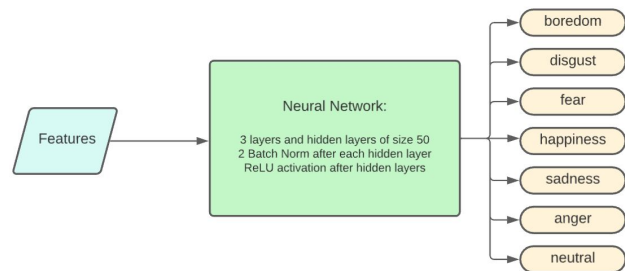 Features
Neural Network:
3 layers and hidden layers of size 50
2 Batch Norm after each hidden layer
ReLU activation after hidden layers
boredom
disgust
fear
happiness
sadness
anger
neutral